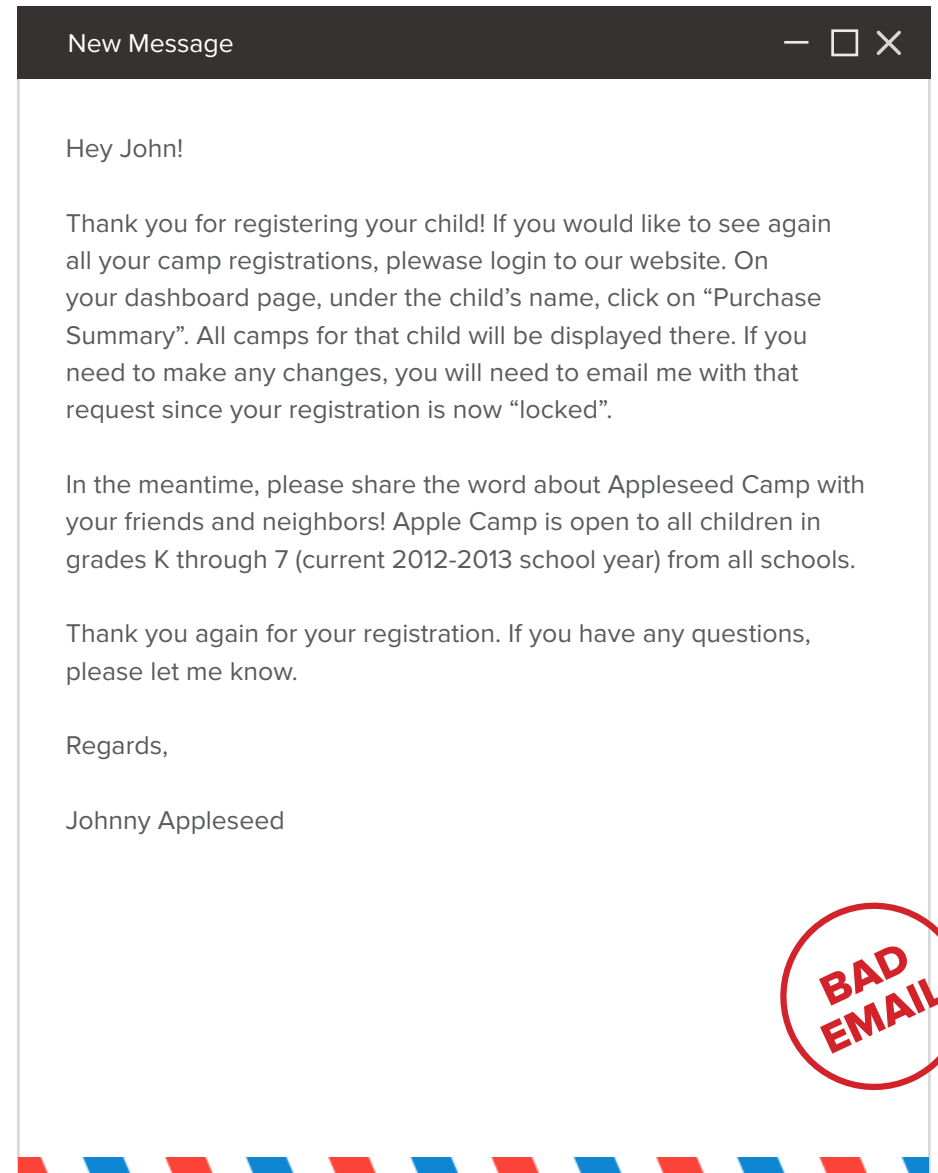 New Message
Hey John!
Thank you for registering your child! If you would like to see again
all your camp registrations, plewase login to our website. On
your dashboard page, under the child’s name, click on “Purchase
Summary”. All camps for that child will be displayed there. If you
need to make any changes, you will need to email me with that
request since your registration is now “locked”.
In the meantime, please share the word about Appleseed Camp with
your friends and neighbors! Apple Camp is open to all children in
grades K through 7 (current 2012-2013 school year) from all schools.
Thank you again for your registration. If you have any questions,
please let me know.
Regards,
Johnny Appleseed
BAD
EMAIL